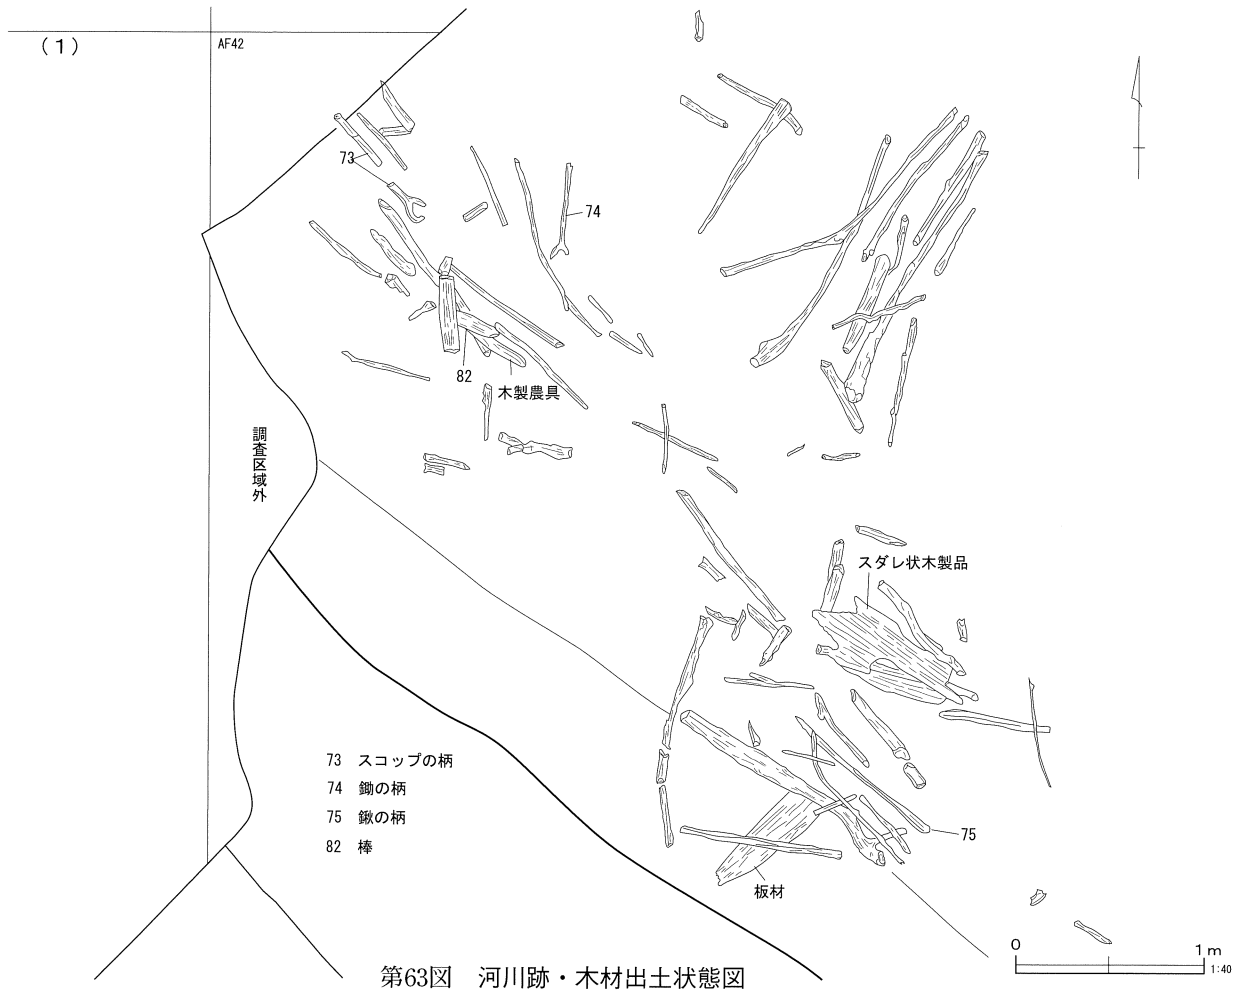 (1)
AF42
73
74
82
木製農具
調査区域外
スダレ状木製品
73 スコップの柄
74 鋤の柄
75 鍬の柄
82 棒
75
板材
0 1m
1:40
第63図 河川跡・木材出土状態図